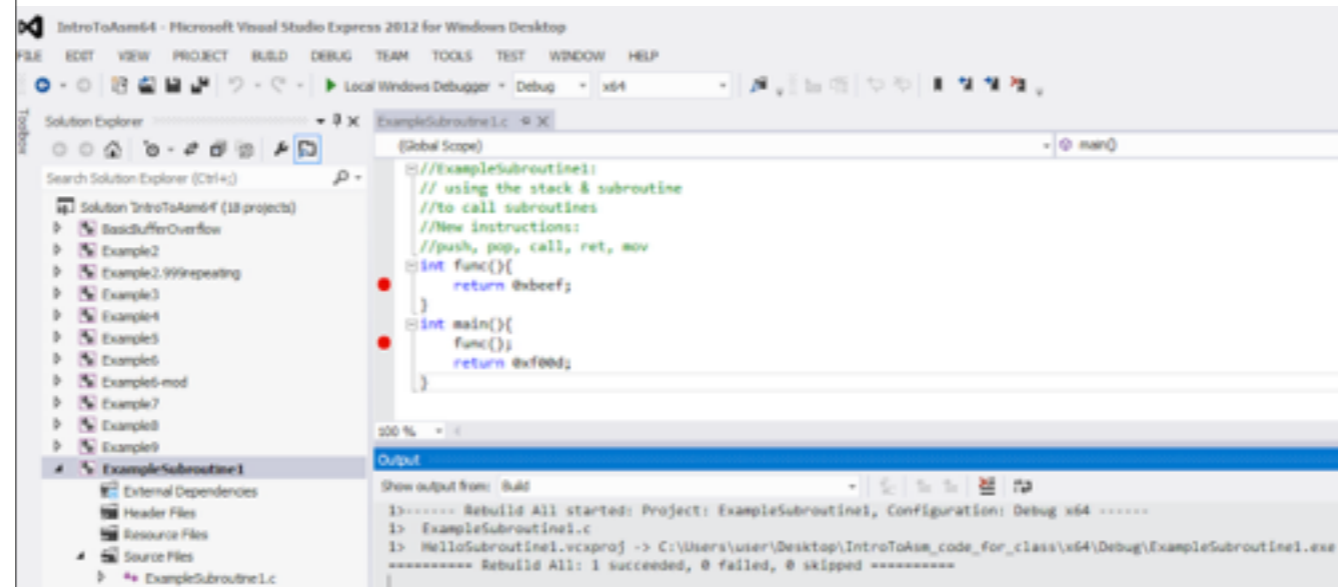 IntroToAsm64 - Microsoft Visual Studio Express 2012 for Windows Desktop
FILE EDIT VIEW PROJECT BUILD DEBUG TEAM TOOLS TEST WINDOW HELP
Local Windows Debugger Debug x64
Toolbox
Solution Explorer
Search Solution Explorer (Ctrl+;)
Solution 'IntroToAsm64' (18 projects)
BasicBufferOverflow
Example2
Example2.999repeating
Example3
Example4
Example5
Example6
Example6-mod
Example7
Example8
Example9
ExampleSubroutine1
External Dependencies
Header Files
Resource Files
Source Files
ExampleSubroutine1.c
ExampleSubroutine1.c
(Global Scope) main()
//ExampleSubroutine1:
// using the stack & subroutine
//to call subroutines
//New instructions:
//push, pop, call, ret, mov
int func(){
return 0xbeef;
}
int main(){
func();
return 0xf00d;
}
100 %
Output
Show output from: Build
1>------ Rebuild All started: Project: ExampleSubroutine1, Configuration: Debug x64 ------
1> ExampleSubroutine1.c
1> HelloSubroutine1.vcxproj -> C:\Users\user\Desktop\IntroToAsm_code_for_class\x64\Debug\ExampleSubroutine1.exe
========== Rebuild All: 1 succeeded, 0 failed, 0 skipped ==========